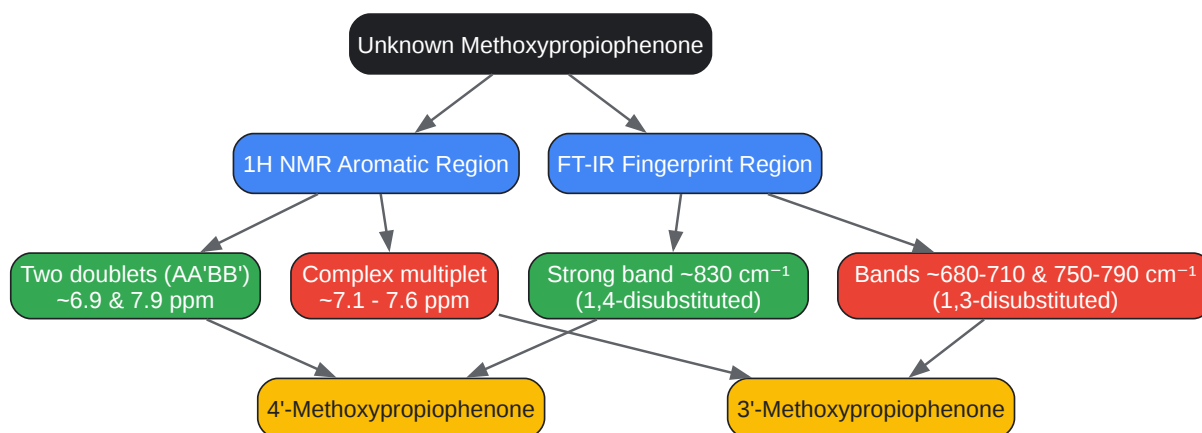 Unknown Methoxypropiophenone
1H NMR Aromatic Region
FT-IR Fingerprint Region
Two doublets (AA'BB')
~6.9 & 7.9 ppm
Complex multiplet
~7.1 - 7.6 ppm
Strong band ~830 cm⁻¹
(1,4-disubstituted)
Bands ~680-710 & 750-790 cm⁻¹
(1,3-disubstituted)
4'-Methoxypropiophenone
3'-Methoxypropiophenone